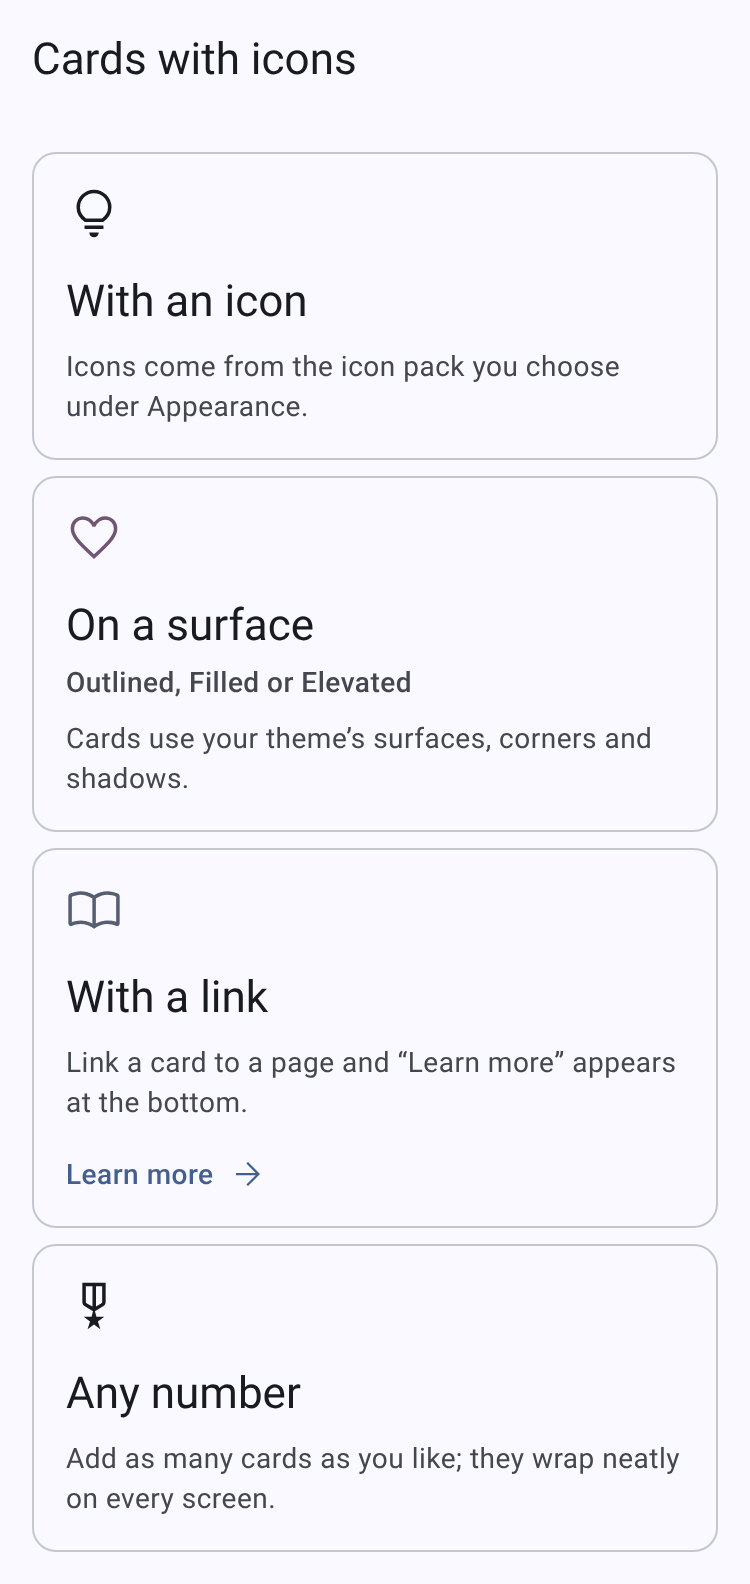 Cards with icons
With an icon
Icons come from the icon pack you choose
under Appearance.
On a surface
Outlined, Filled or Elevated
Cards use your theme’s surfaces, corners and
shadows.
With a link
Link a card to a page and “Learn more” appears
at the bottom.
Learn more
Any number
Add as many cards as you like; they wrap neatly
on every screen.